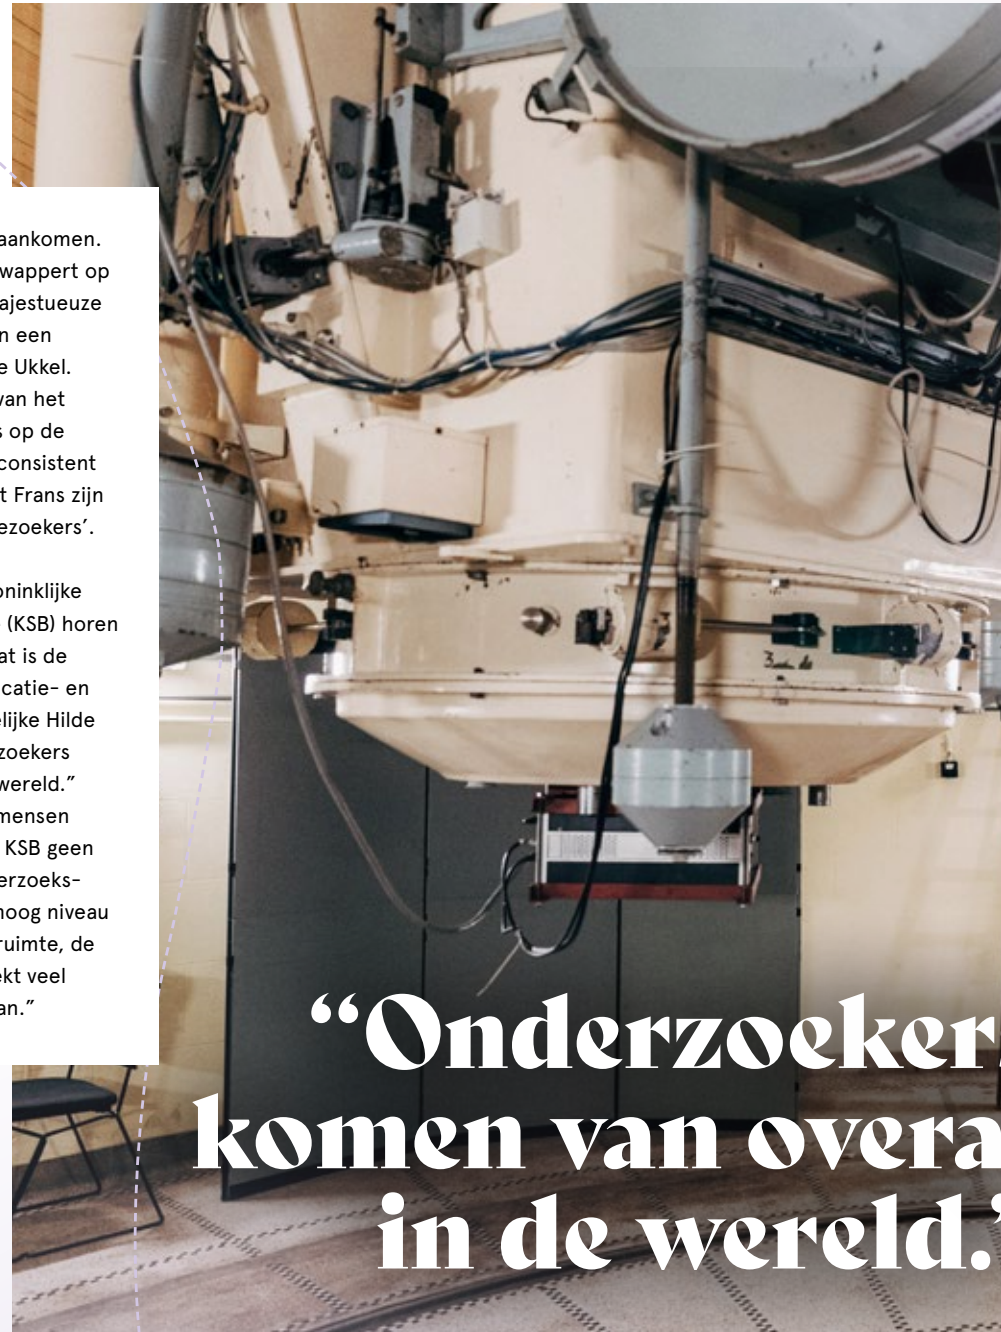 aankomen.
wappert op
ajestueuze
n een
e Ukkel.
van het
s op de
consistent
t Frans zijn
ezoekers’.
oninklijke
(KSB) horen
at is de
catie- en
elijke Hilde
zoekers
wereld.”
mensen
KSB geen
erzoeks-
hoog niveau
ruimte, de
ekt veel
an.”
“Onderzoekers
komen van overa
in de wereld.”